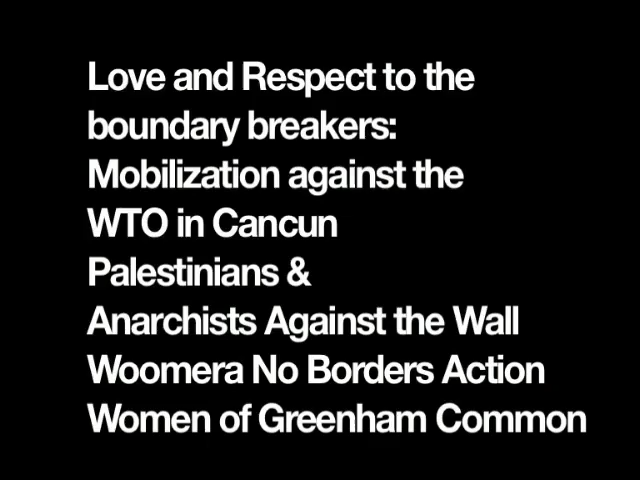 Love and Respect to the
boundary breakers:
Mobilization against the
WTO in Cancun
Palestinians &
Anarchists Against the Wall
Woomera No Borders Action
Women of Greenham Common